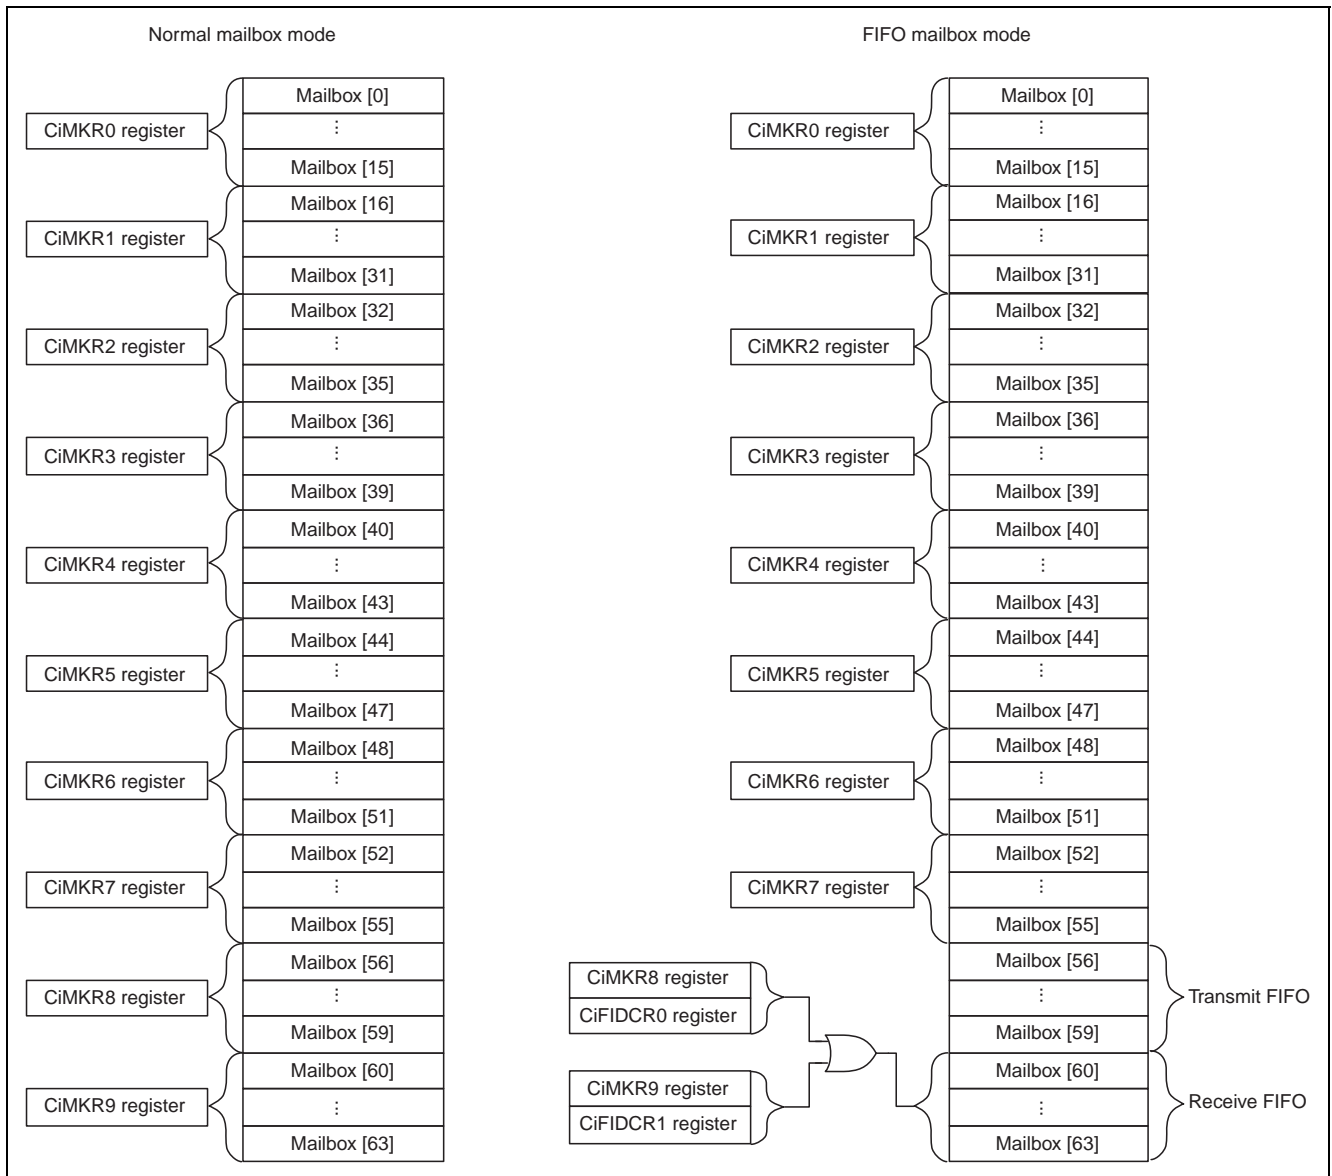 Normal mailbox mode
CiMKR0 register
Mailbox [0]
⋮
Mailbox [15]
CiMKR1 register
Mailbox [16]
⋮
Mailbox [31]
CiMKR2 register
Mailbox [32]
⋮
Mailbox [35]
CiMKR3 register
Mailbox [36]
⋮
Mailbox [39]
CiMKR4 register
Mailbox [40]
⋮
Mailbox [43]
CiMKR5 register
Mailbox [44]
⋮
Mailbox [47]
CiMKR6 register
Mailbox [48]
⋮
Mailbox [51]
CiMKR7 register
Mailbox [52]
⋮
Mailbox [55]
CiMKR8 register
Mailbox [56]
⋮
Mailbox [59]
CiMKR9 register
Mailbox [60]
⋮
Mailbox [63]
FIFO mailbox mode
CiMKR0 register
Mailbox [0]
⋮
Mailbox [15]
CiMKR1 register
Mailbox [16]
⋮
Mailbox [31]
CiMKR2 register
Mailbox [32]
⋮
Mailbox [35]
CiMKR3 register
Mailbox [36]
⋮
Mailbox [39]
CiMKR4 register
Mailbox [40]
⋮
Mailbox [43]
CiMKR5 register
Mailbox [44]
⋮
Mailbox [47]
CiMKR6 register
Mailbox [48]
⋮
Mailbox [51]
CiMKR7 register
Mailbox [52]
⋮
Mailbox [55]
CiMKR8 register
CiFIDCR0 register
Mailbox [56]
⋮
Mailbox [59]
Transmit FIFO
CiMKR9 register
CiFIDCR1 register
Mailbox [60]
⋮
Mailbox [63]
Receive FIFO